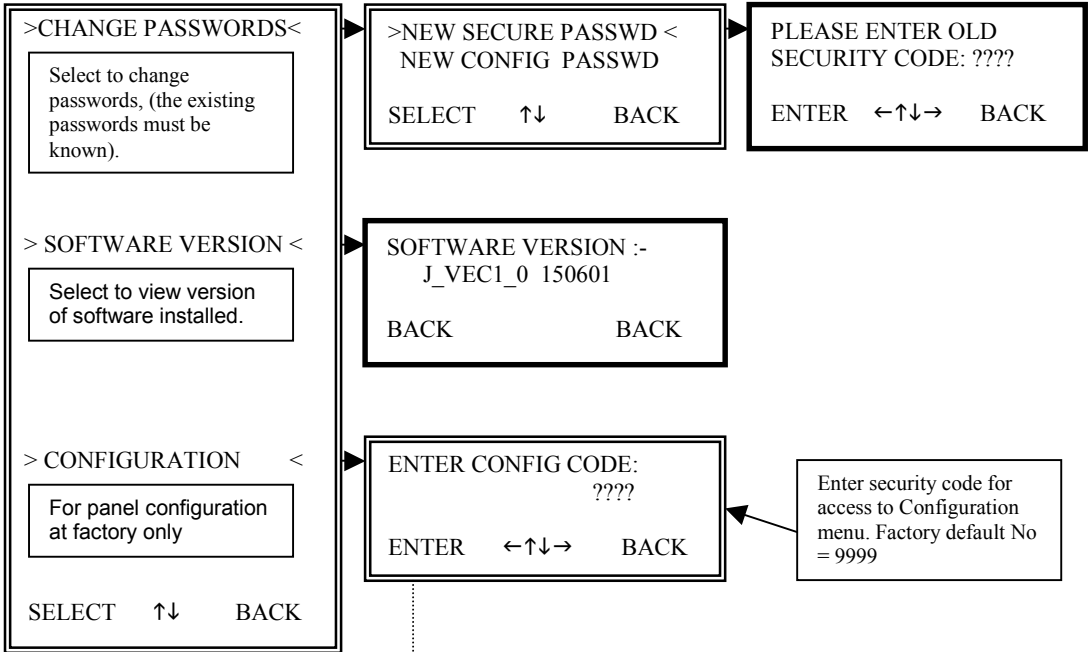 >CHANGE PASSWORDS<
Select to change
passwords, (the existing
passwords must be
known).
>NEW SECURE PASSWD <
NEW CONFIG PASSWD
SELECT ↑↓ BACK
PLEASE ENTER OLD
SECURITY CODE: ????
ENTER ←↑↓→ BACK
> SOFTWARE VERSION <
Select to view version
of software installed.
SOFTWARE VERSION :-
J_VEC1_0 150601
BACK BACK
> CONFIGURATION <
For panel configuration
at factory only
SELECT ↑↓ BACK
ENTER CONFIG CODE:
????
ENTER ←↑↓→ BACK
Enter security code for
access to Configuration
menu. Factory default No
= 9999